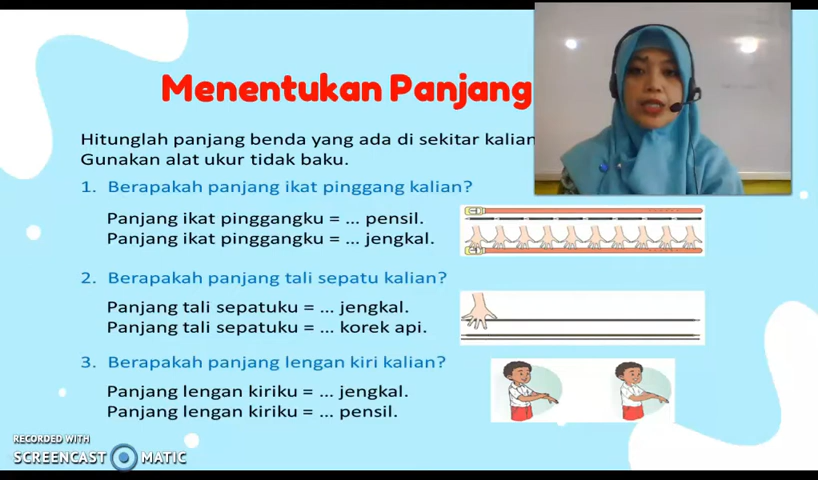 Menentukan Panjang
Hitunglah panjang benda yang ada di sekitar kalian
Gunakan alat ukur tidak baku.
1. Berapakah panjang ikat pinggang kalian?
Panjang ikat pinggangku = ... pensil.
Panjang ikat pinggangku = ... jengkal.
2. Berapakah panjang tali sepatu kalian?
Panjang tali sepatuku = ... jengkal.
Panjang tali sepatuku = ... korek api.
3. Berapakah panjang lengan kiri kalian?
Panjang lengan kiriku = ... jengkal.
Panjang lengan kiriku = ... pensil.
RECORDED WITH
SCREENCAST MATIC